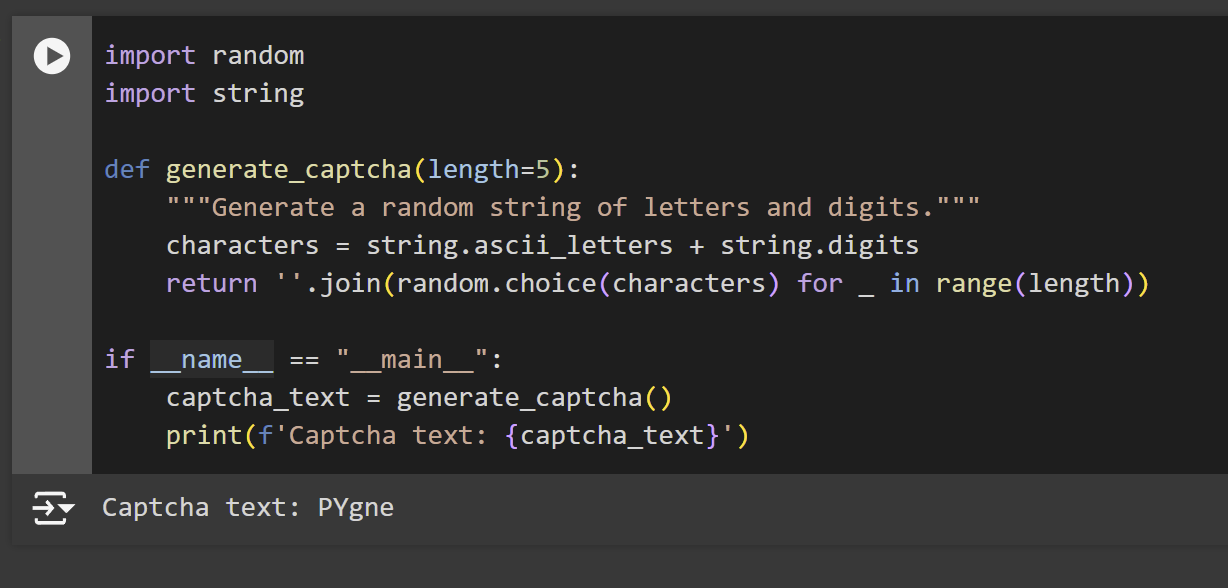 import random
import string
def generate_captcha(length=5):
    """Generate a random string of letters and digits."""
    characters = string.ascii_letters + string.digits
    return ''.join(random.choice(characters) for _ in range(length))
if __name__ == "__main__":
    captcha_text = generate_captcha()
    print(f'Captcha text: {captcha_text}')
Captcha text: PYgne